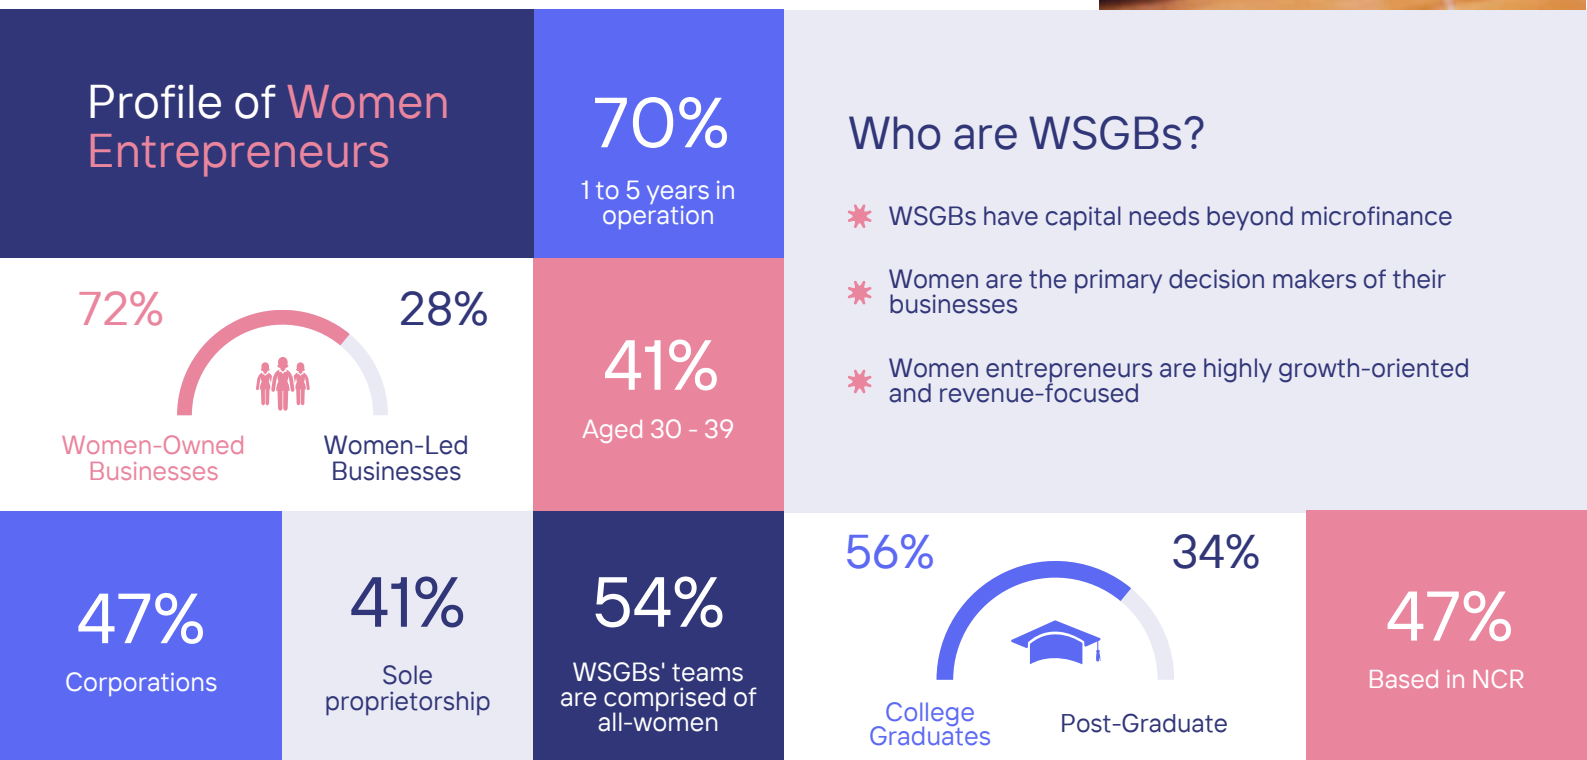 Profile of Women
Entrepreneurs
70%
1 to 5 years in
operation
72%
28%
Women-Owned
Businesses
Women-Led
Businesses
41%
Aged 30 - 39
47%
Corporations
41%
Sole
proprietorship
54%
WSGBs' teams
are comprised of
all-women
Who are WSGBs?
WSGBs have capital needs beyond microfinance
Women are the primary decision makers of their
businesses
Women entrepreneurs are highly growth-oriented
and revenue-focused
56%
34%
College
Graduates
Post-Graduate
47%
Based in NCR